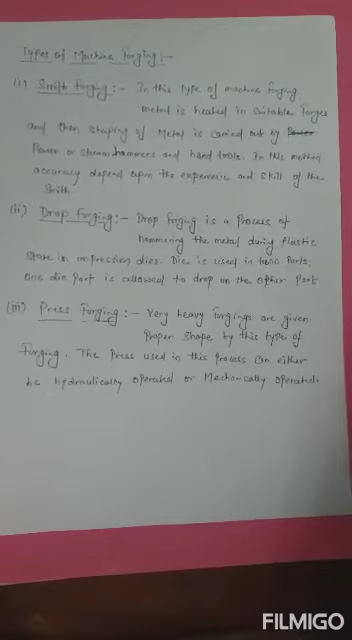 Types of Machine Forging :-
(i) Smith forging :- In this type of machine forging
metal is heated in suitable forges
and then shaping of Metal is carried out by Power
Power or steam hammers and hand tools. In this method
accuracy depend upon the experience and skill of the
Smith.
(ii) Drop forging :- Drop forging is a Process of
hammering the metal during plastic
State in impression dies. Die is used in two Parts,
one die part is allowed to drop on the other part
(iii) Press Forging :- Very heavy forgings are given
Proper shape by this type of
Forging. The Press used in this process can either
be hydraulically operated or Mechanically operated.
FILMIGO